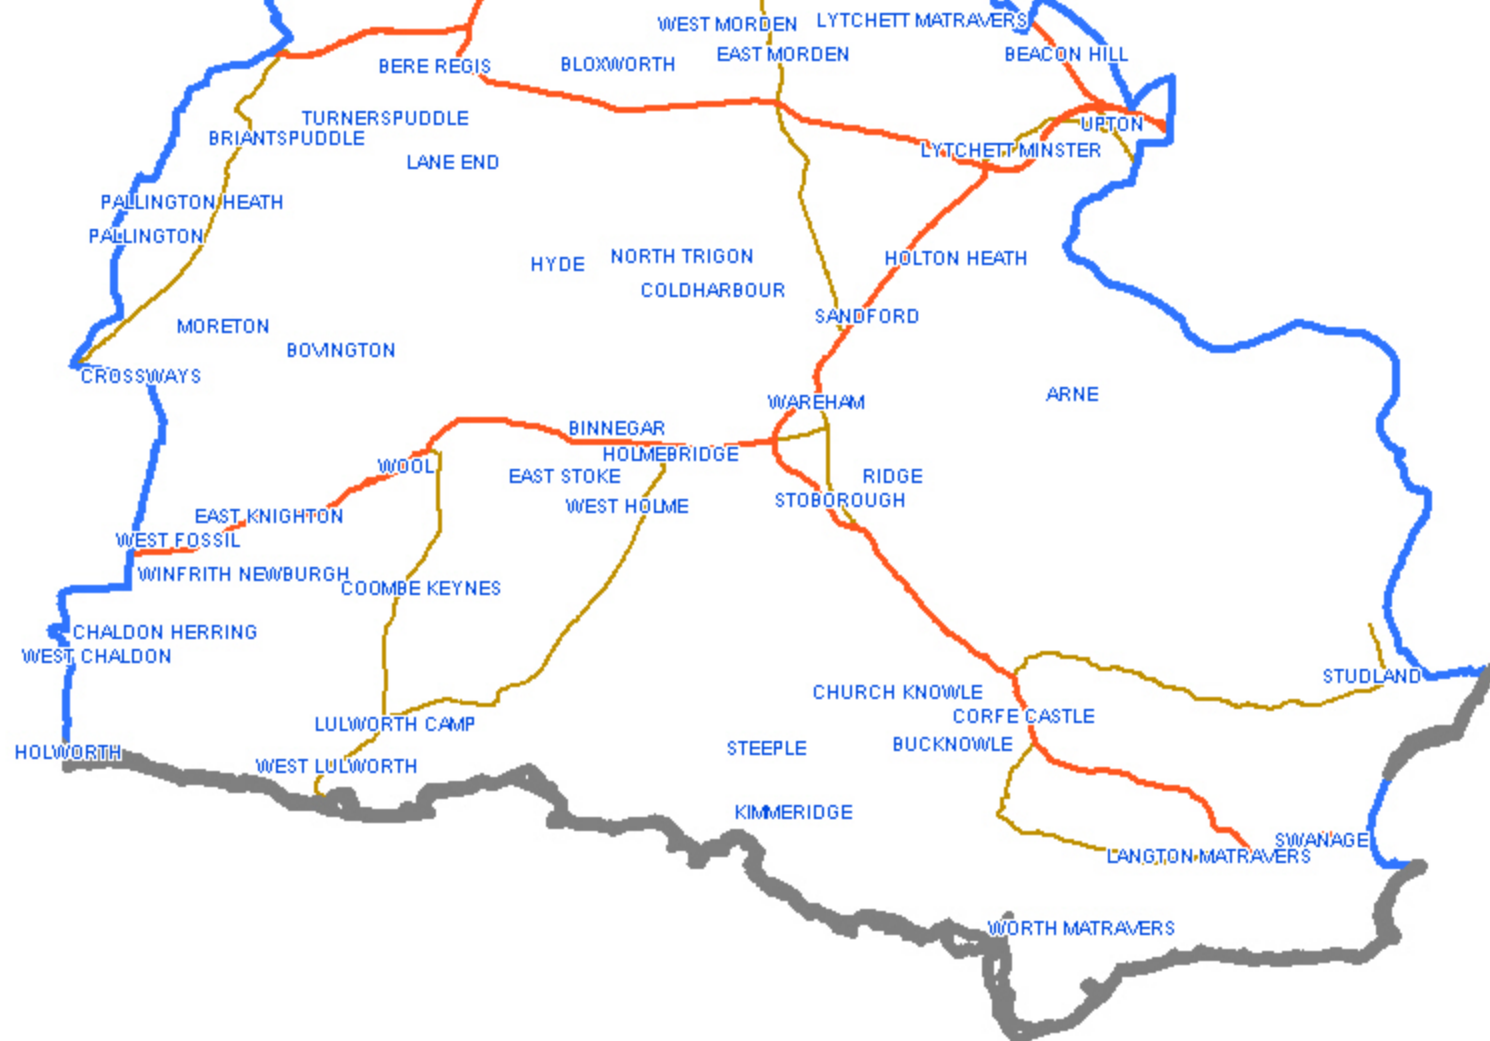 WEST MORDEN
LYTCHETT MATRAVERS
BERE REGIS
BLOXWORTH
EAST MORDEN
BEACON HILL
TURNERSPUDDLE
UPTON
BRIANTSPUDDLE
LANE END
LYTCHETT MINSTER
PALLINGTON HEATH
PALLINGTON
HYDE
NORTH TRIGON
HOLTON HEATH
COLDHARBOUR
MORETON
SANDFORD
BOVINGTON
CROSSWAYS
WAREHAM
ARNE
BINNEGAR
WOOL
HOLMEBRIDGE
EAST STOKE
RIDGE
WEST HOLME
STOBOROUGH
EAST KNIGHTON
WEST FOSSIL
WINFRITH NEWBURGH
COOMBE KEYNES
CHALDON HERRING
WEST CHALDON
STUDLAND
CHURCH KNOWLE
LULWORTH CAMP
CORFE CASTLE
HOLWORTH
STEEPLE
BUCKNOWLE
WEST LULWORTH
KIMMERIDGE
SWANAGE
LANGTON MATRAVERS
WORTH MATRAVERS